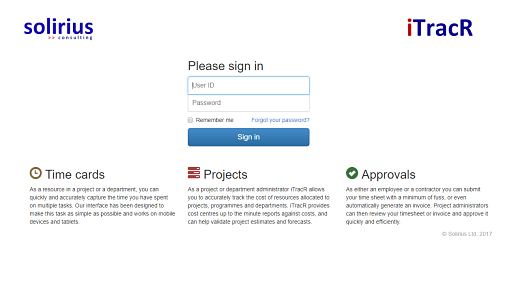 solirius
>> consulting
iTracR
Please sign in
User ID
Password
Remember me
Forgot your password?
Sign in
Time cards
As a resource in a project or a department, you can
quickly and accurately capture the time you have spent
on multiple tasks. Our interface has been designed to
make this task as simple as possible and works on mobile
devices and tablets.
Projects
As a project or department administrator iTracR allows
you to accurately track the cost of resources allocated to
projects, programmes and departments. iTracR provides
cost centres up to the minute reports against costs, and
can help validate project estimates and forecasts.
Approvals
As either an employee or a contractor you can submit
your time sheet with a minimum of fuss, or even
automatically generate an invoice. Project administrators
can then review your timesheet or invoice and approve it
quickly and efficiently.
© Solirius Ltd. 2017